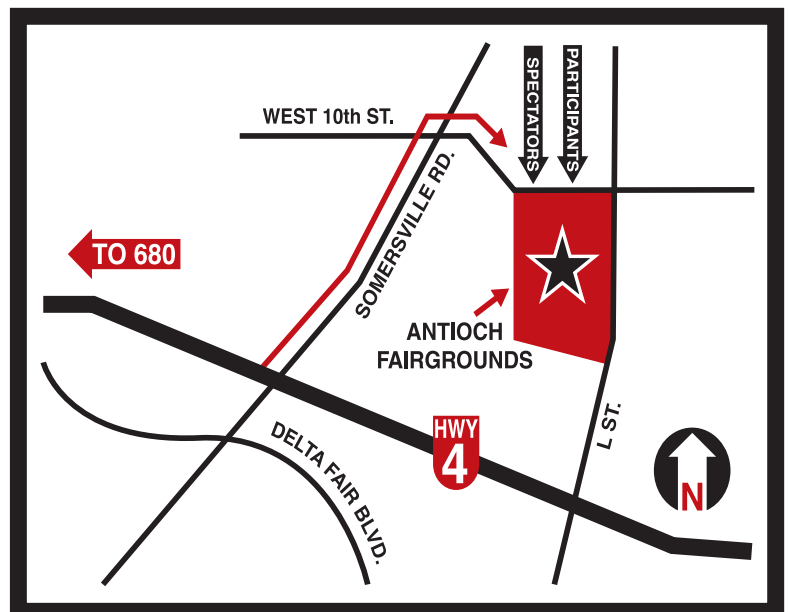 SPECTATORS
PARTICIPANTS
WEST 10th ST.
SOMERSVILLE RD.
TO 680
ANTIOCH
FAIRGROUNDS
HWY
4
L ST.
DELTA FAIR BLVD.
N